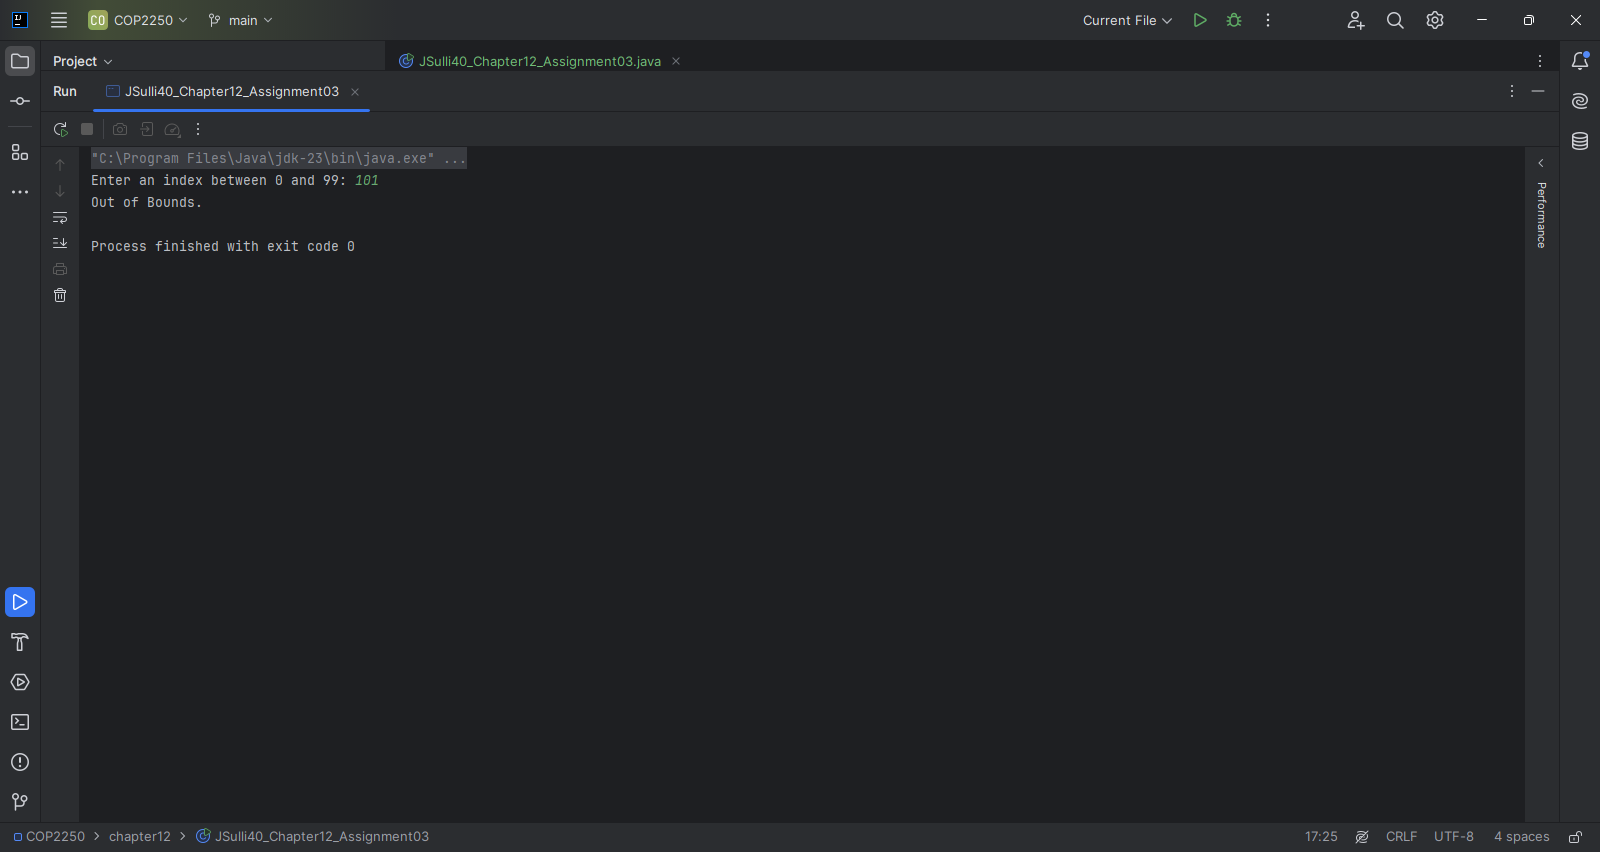 CO COP2250 main Current File
Project JSulli40_Chapter12_Assignment03.java
Run JSulli40_Chapter12_Assignment03
"C:\Program Files\Java\jdk-23\bin\java.exe" ...
Enter an index between 0 and 99: 101
Out of Bounds.
Process finished with exit code 0
Performance
COP2250 > chapter12 > JSulli40_Chapter12_Assignment03 17:25 CRLF UTF-8 4 spaces